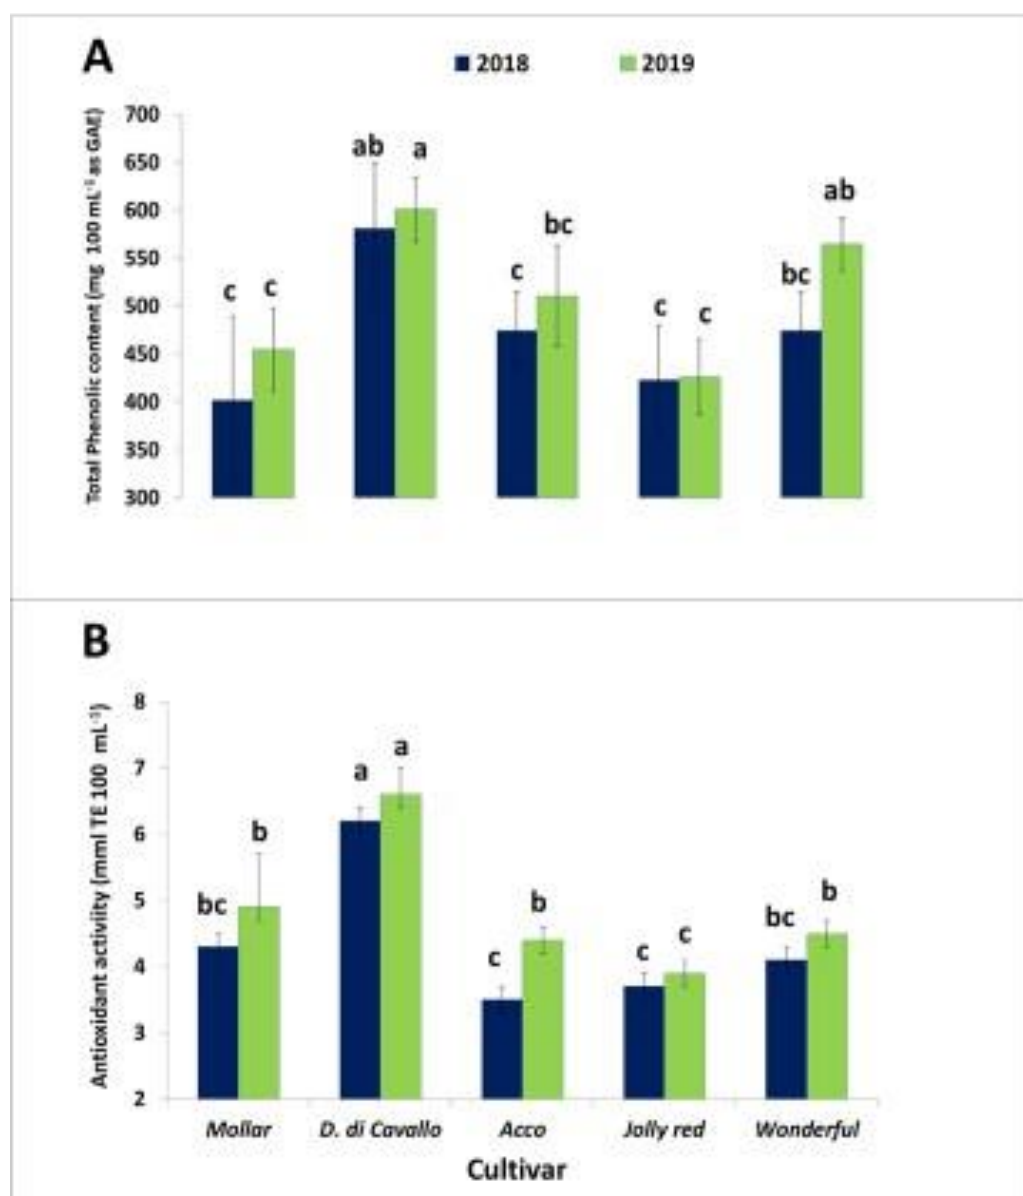 A
2018 2019
Total Phenolic content (mg 100 mL⁻¹ as GAE)
700
650
600
550
500
450
400
350
300
c c ab a c bc c c bc ab
B
Antioxidant activiity (mml TE 100 mL⁻¹)
8
7
6
5
4
3
2
bc b a a c b c c bc b
Mollar D. di Cavallo Acco Jolly red Wonderful
Cultivar